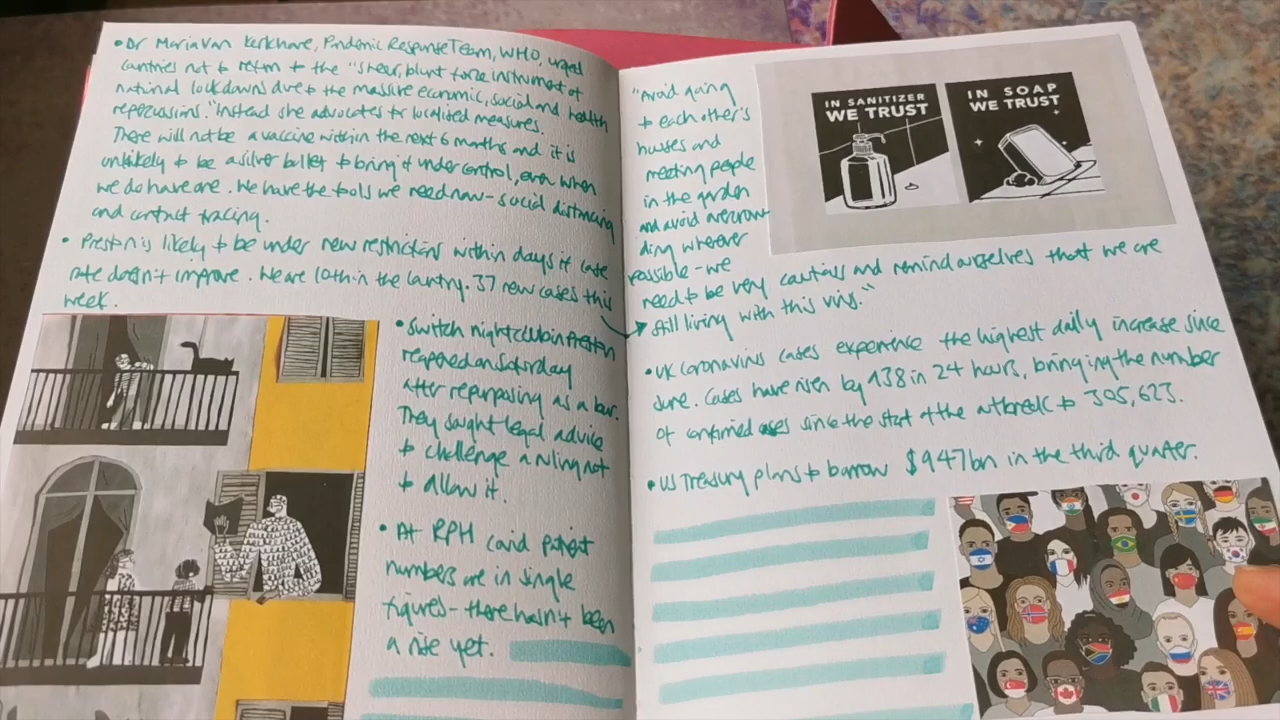 • Dr Maria Van Kerkhove, Pandemic Response Team, WHO, urged
countries not to return to the "sheer, blunt force instrument of
national lockdowns due to the massive economic, social and health
repercussions." Instead she advocates for localised measures.
There will not be a vaccine within the next 6 months and it is
unlikely to be a silver bullet to bring it under control, even when
we do have one. We have the tools we need now - social distancing
and contact tracing.
• Preston is likely to be under new restrictions within days if case
rate doesn't improve. We are 10th in the country. 37 new cases this
week.
• Switch nightclub in Preston
reopened on Saturday
after repurposing as a bar.
They sought legal advice
to challenge a ruling not
to allow it.
• At RPH Covid patient
numbers are in single
figures - there hasn't been
a rise yet.
"Avoid going
to each other's
houses and
meeting people
in the garden
and avoid overcrow
ding wherever
possible - we
need to be very cautious and remind ourselves that we are
still living with this virus."
IN SANITIZER
WE TRUST
IN SOAP
WE TRUST
• UK coronavirus cases experience the highest daily increase since
June. Cases have risen by 938 in 24 hours, bringing the number
of confirmed cases since the start of the outbreak to 305,623.
• US Treasury plans to borrow $947bn in the third quarter.